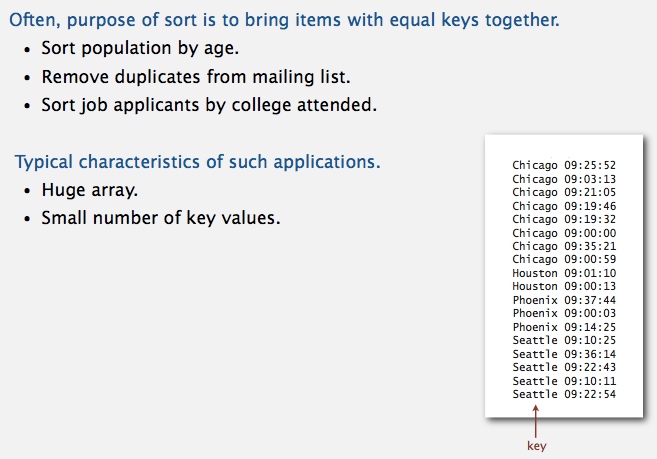 Often, purpose of sort is to bring items with equal keys together.
• Sort population by age.
• Remove duplicates from mailing list.
• Sort job applicants by college attended.
Typical characteristics of such applications.
• Huge array.
• Small number of key values.
Chicago 09:25:52
Chicago 09:03:13
Chicago 09:21:05
Chicago 09:19:46
Chicago 09:19:32
Chicago 09:00:00
Chicago 09:35:21
Chicago 09:00:59
Houston 09:01:10
Houston 09:00:13
Phoenix 09:37:44
Phoenix 09:00:03
Phoenix 09:14:25
Seattle 09:10:25
Seattle 09:36:14
Seattle 09:22:43
Seattle 09:10:11
Seattle 09:22:54
key